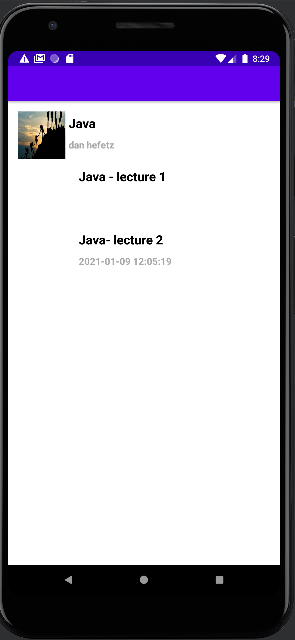 8:29
Java
dan hefetz
Java - lecture 1
Java- lecture 2
2021-01-09 12:05:19